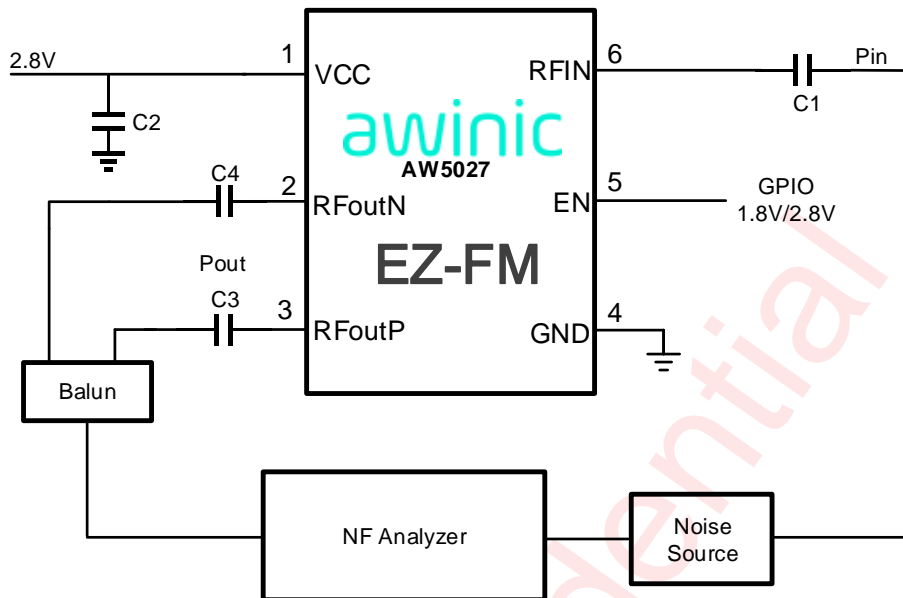 2.8V
1
VCC
C2
C4
2
RFoutN
Pout
C3
3
RFoutP
Balun
awinic
AW5027
EZ-FM
RFIN
6
Pin
C1
EN
5
GPIO
1.8V/2.8V
GND
4
NF Analyzer
Noise
Source
dential